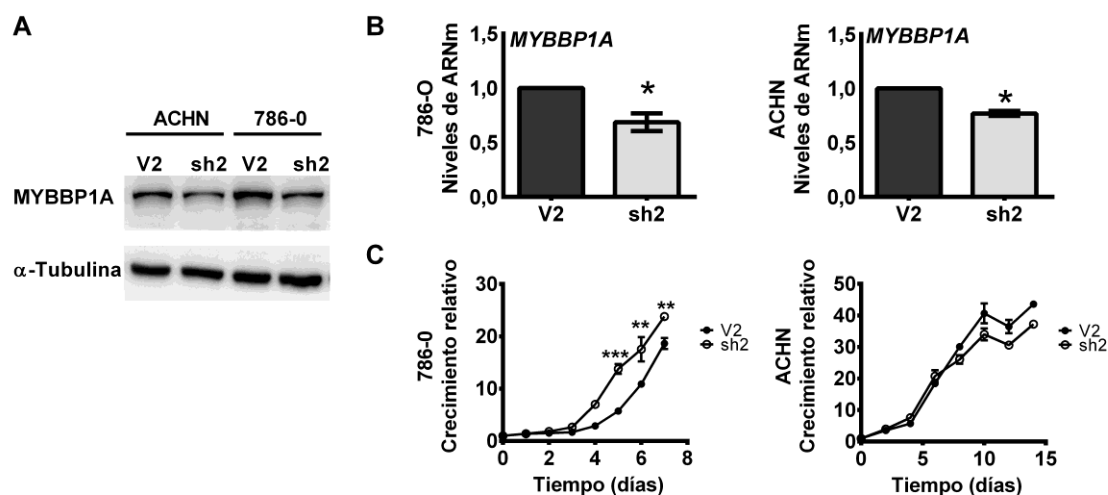 A
ACHN 786-0
V2 sh2 V2 sh2
MYBBP1A
α-Tubulina
B
786-O
Niveles de ARNm
1,5
1,0
0,5
0,0
MYBBP1A
*
V2 sh2
ACHN
Niveles de ARNm
1,5
1,0
0,5
0,0
MYBBP1A
*
V2 sh2
C
786-0
Crecimiento relativo
30
20
10
0
*** ** **
0 2 4 6 8
Tiempo (días)
V2
sh2
ACHN
Crecimiento relativo
50
40
30
20
10
0
0 5 10 15
Tiempo (días)
V2
sh2